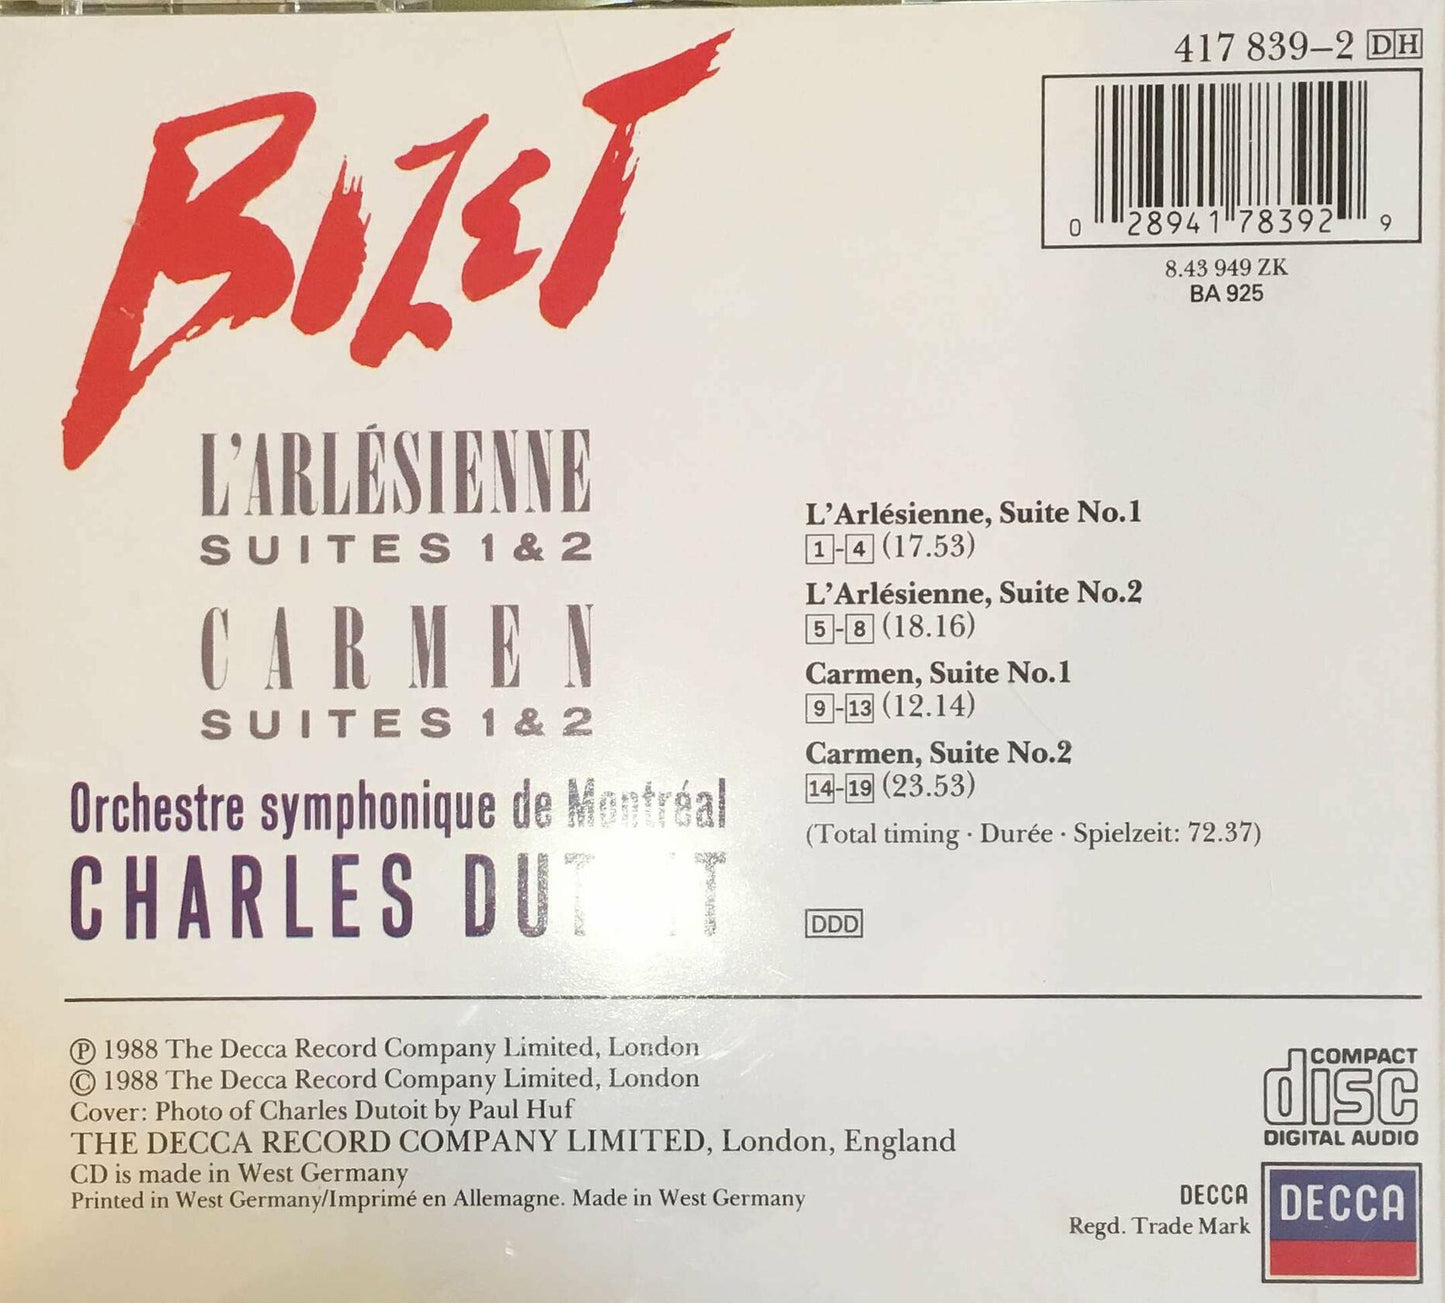 417 839–2 DH
0 28941 78392 9
8.43 949 ZK
BA 925
BIZET
L'ARLÉSIENNE
SUITES 1 & 2
CARMEN
SUITES 1 & 2
Orchestre symphonique de Montréal
CHARLES DUTOIT
L'Arlésienne, Suite No.1
1-4 (17.53)
L'Arlésienne, Suite No.2
5-8 (18.16)
Carmen, Suite No.1
9-13 (12.14)
Carmen, Suite No.2
14-19 (23.53)
(Total timing · Durée · Spielzeit: 72.37)
DDD
Ⓟ 1988 The Decca Record Company Limited, London
© 1988 The Decca Record Company Limited, London
Cover: Photo of Charles Dutoit by Paul Huf
THE DECCA RECORD COMPANY LIMITED, London, England
CD is made in West Germany
Printed in West Germany/Imprimé en Allemagne. Made in West Germany
COMPACT
disc
DIGITAL AUDIO
DECCA
Regd. Trade Mark
DECCA